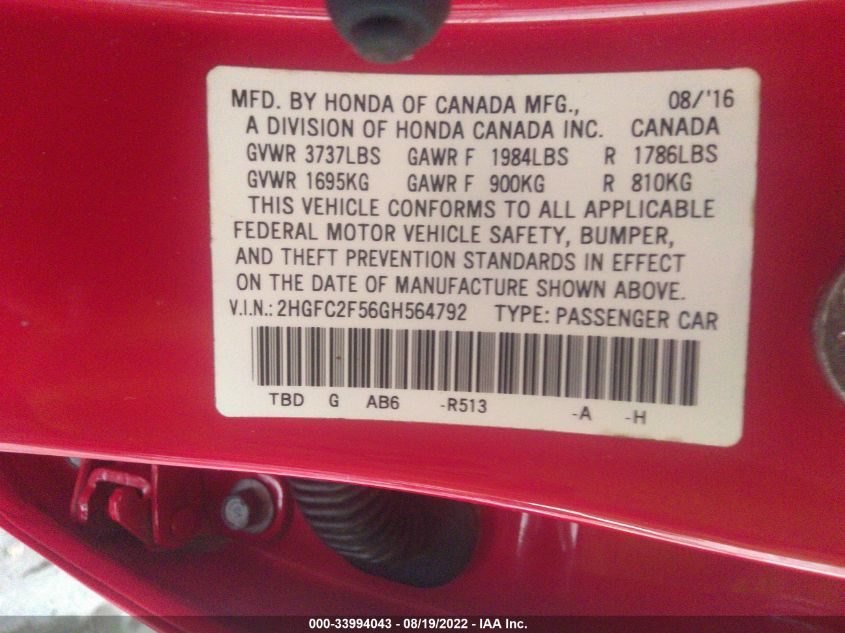 MFD. BY HONDA OF CANADA MFG., 08/'16
A DIVISION OF HONDA CANADA INC. CANADA
GVWR 3737LBS GAWR F 1984LBS R 1786LBS
GVWR 1695KG GAWR F 900KG R 810KG
THIS VEHICLE CONFORMS TO ALL APPLICABLE
FEDERAL MOTOR VEHICLE SAFETY, BUMPER,
AND THEFT PREVENTION STANDARDS IN EFFECT
ON THE DATE OF MANUFACTURE SHOWN ABOVE.
V.I.N.: 2HGFC2F56GH564792 TYPE: PASSENGER CAR
TBD G AB6 -R513 -A -H
000-33994043 - 08/19/2022 - IAA Inc.